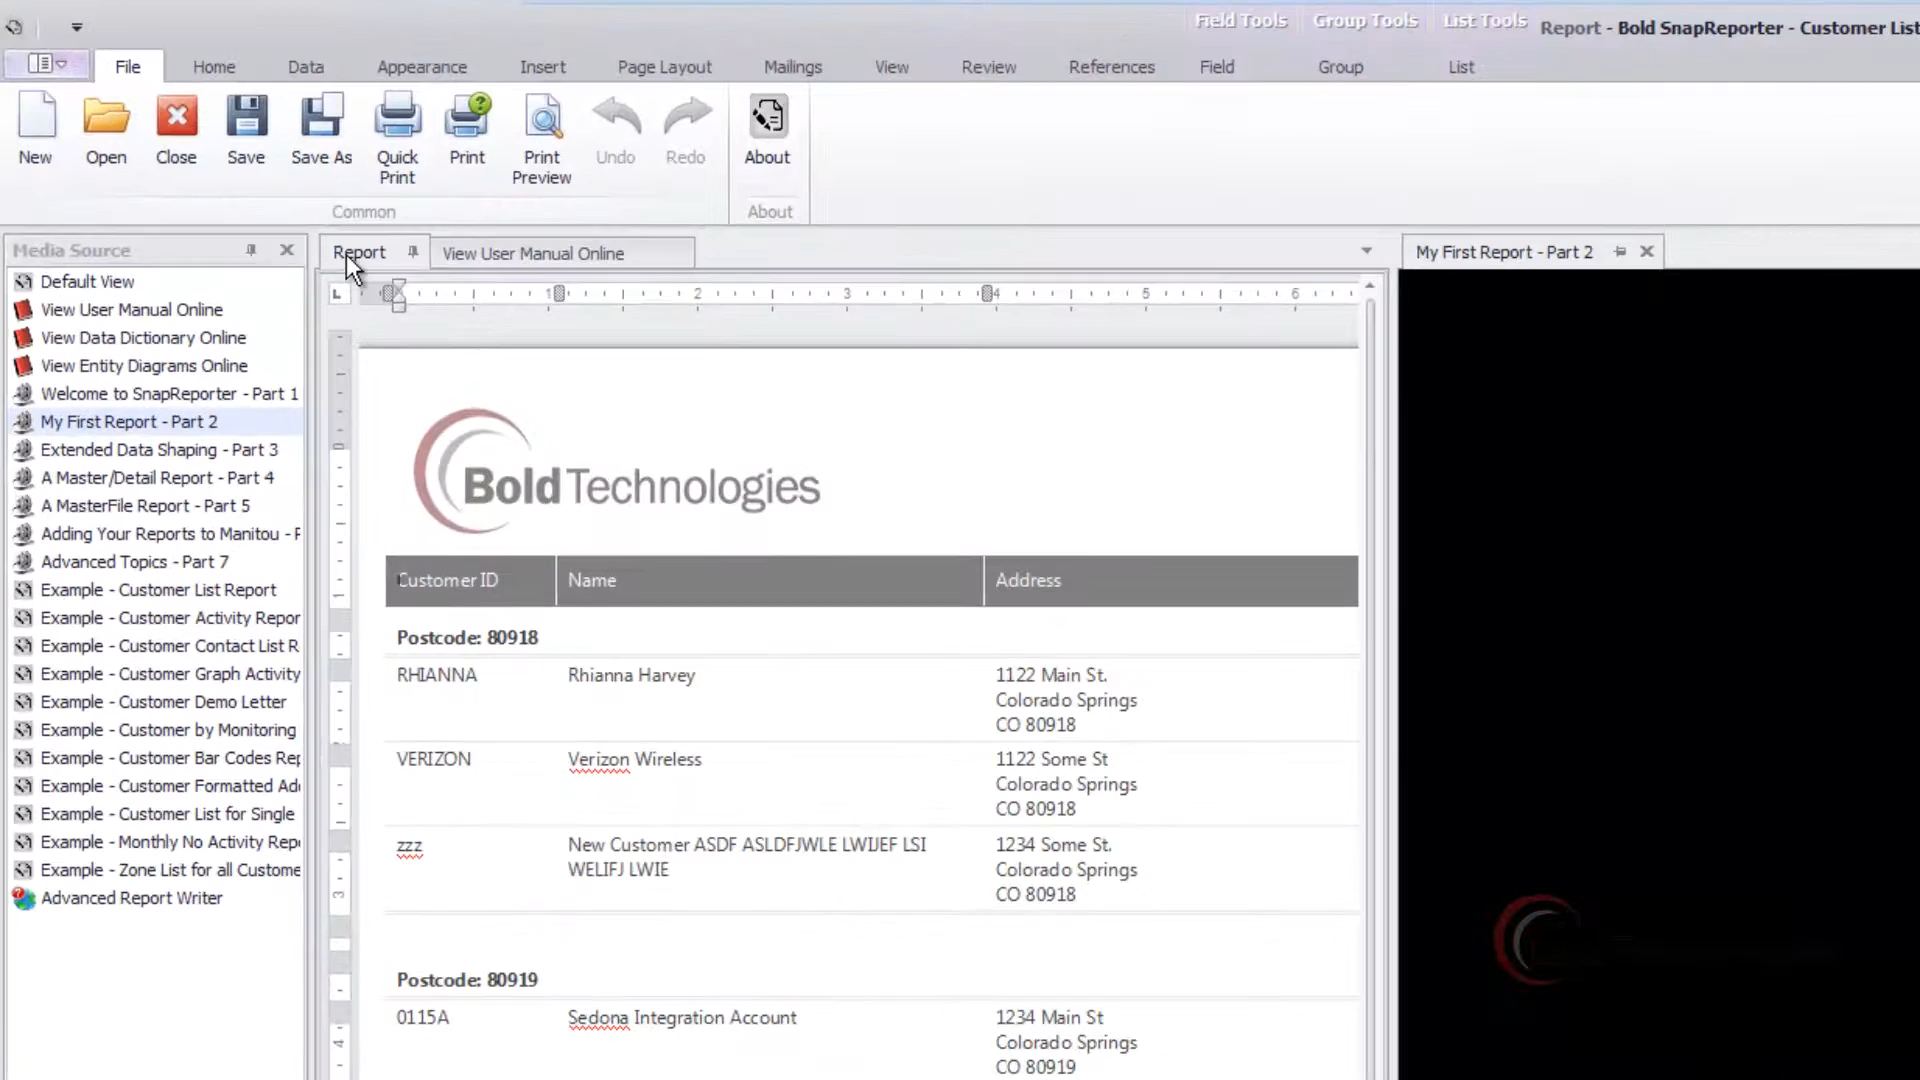 Field Tools
Group Tools
List Tools
Report - Bold SnapReporter - Customer List
File
Home
Data
Appearance
Insert
Page Layout
Mailings
View
Review
References
Field
Group
List
New
Open
Close
Save
Save As
Quick
Print
Print
Print
Preview
Undo
Redo
About
Common
About
Media Source
Report
View User Manual Online
My First Report - Part 2
Default View
View User Manual Online
View Data Dictionary Online
View Entity Diagrams Online
Welcome to SnapReporter - Part 1
My First Report - Part 2
Extended Data Shaping - Part 3
A Master/Detail Report - Part 4
A MasterFile Report - Part 5
Adding Your Reports to Manitou - P
Advanced Topics - Part 7
Example - Customer List Report
Example - Customer Activity Repor
Example - Customer Contact List R
Example - Customer Graph Activity
Example - Customer Demo Letter
Example - Customer by Monitoring
Example - Customer Bar Codes Rep
Example - Customer Formatted Add
Example - Customer List for Single
Example - Monthly No Activity Repo
Example - Zone List for all Custome
Advanced Report Writer
L
1 2 3 4 5 6
0
1
3
4
Bold Technologies
Customer ID
Name
Address
Postcode: 80918
RHIANNA
Rhianna Harvey
1122 Main St.
Colorado Springs
CO 80918
VERIZON
Verizon Wireless
1122 Some St
Colorado Springs
CO 80918
zzz
New Customer ASDF ASLDFJWLE LWIJEF LSI
WELIFJ LWIE
1234 Some St.
Colorado Springs
CO 80918
Postcode: 80919
0115A
Sedona Integration Account
1234 Main St
Colorado Springs
CO 80919